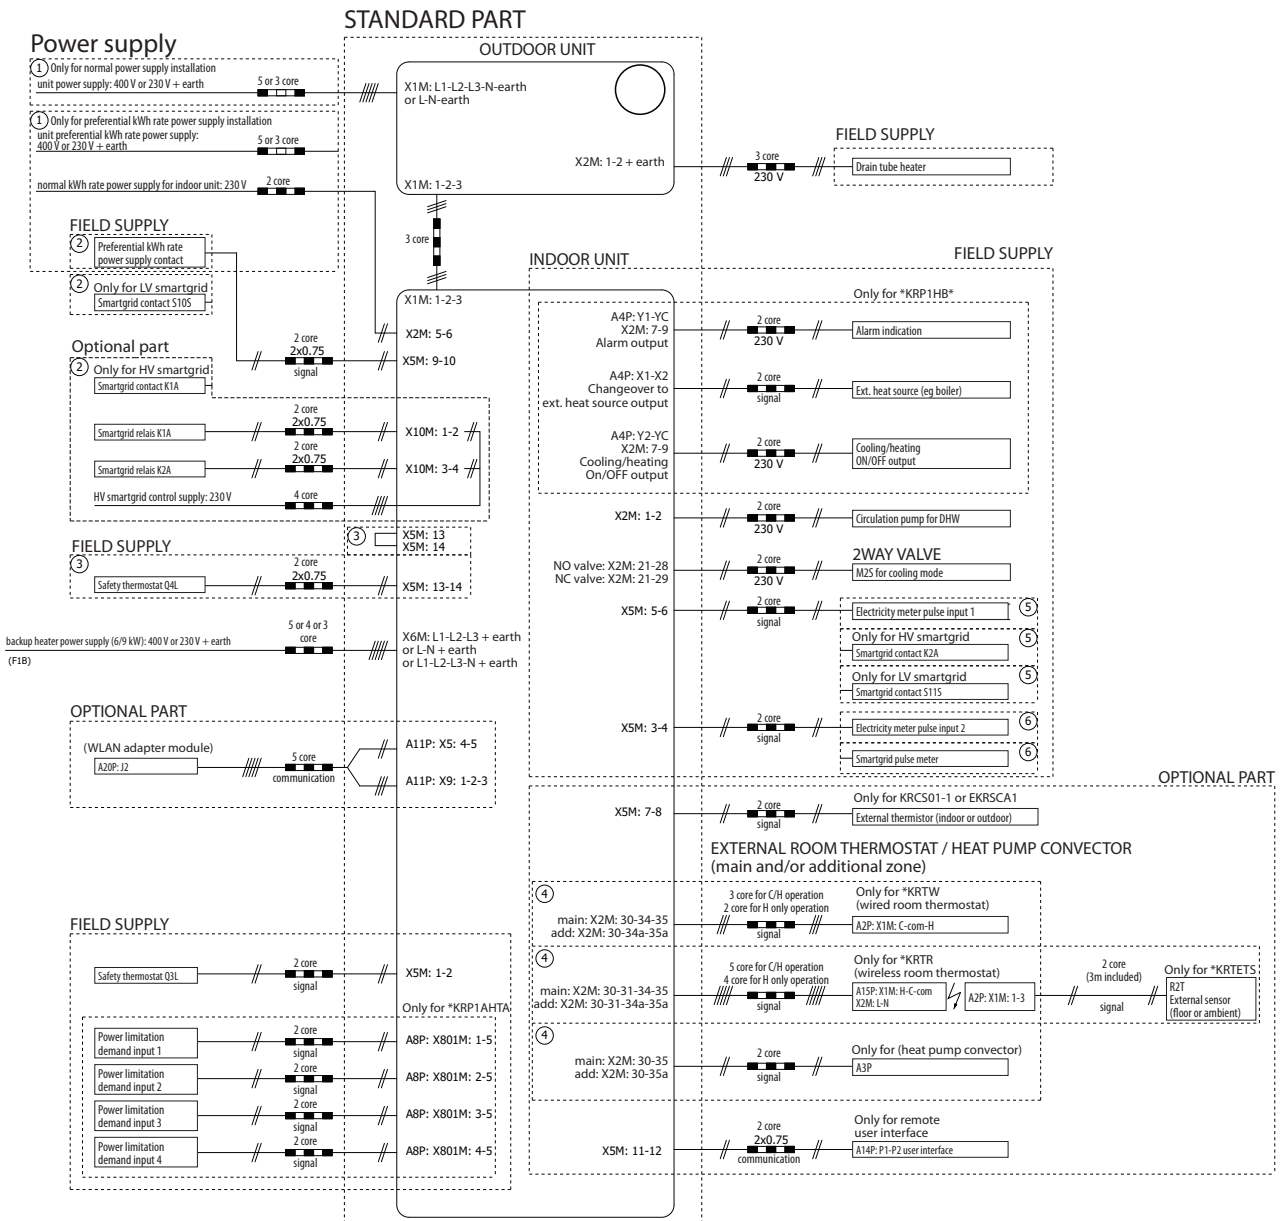 STANDARD PART
Power supply
OUTDOOR UNIT
1 Only for normal power supply installation
unit power supply: 400 V or 230 V + earth
5 or 3 core
X1M: L1-L2-L3-N-earth
or L-N-earth
1 Only for preferential kWh rate power supply installation
unit preferential kWh rate power supply:
400 V or 230 V + earth
5 or 3 core
normal kWh rate power supply for indoor unit: 230 V
2 core
X2M: 1-2 + earth
3 core
230 V
FIELD SUPPLY
Drain tube heater
X1M: 1-2-3
3 core
FIELD SUPPLY
2
Preferential kWh rate
power supply contact
2 Only for LV smartgrid
Smartgrid contact S10S
X1M: 1-2-3
X2M: 5-6
2 core
2x0.75
signal
X5M: 9-10
Optional part
2 Only for HV smartgrid
Smartgrid contact K1A
Smartgrid relais K1A
2 core
2x0.75
X10M: 1-2
Smartgrid relais K2A
2 core
2x0.75
X10M: 3-4
HV smartgrid control supply: 230 V
4 core
3
X5M: 13
X5M: 14
FIELD SUPPLY
3
Safety thermostat Q4L
2 core
2x0.75
X5M: 13-14
backup heater power supply (6/9 kW): 400 V or 230 V + earth
(F1B)
5 or 4 or 3
core
X6M: L1-L2-L3 + earth
or L-N + earth
or L1-L2-L3-N + earth
OPTIONAL PART
(WLAN adapter module)
A20P: J2
5 core
communication
A11P: X5: 4-5
A11P: X9: 1-2-3
FIELD SUPPLY
Safety thermostat Q3L
2 core
signal
X5M: 1-2
Only for *KRP1AHTA
Power limitation
demand input 1
2 core
signal
A8P: X801M: 1-5
Power limitation
demand input 2
2 core
signal
A8P: X801M: 2-5
Power limitation
demand input 3
2 core
signal
A8P: X801M: 3-5
Power limitation
demand input 4
2 core
signal
A8P: X801M: 4-5
INDOOR UNIT
FIELD SUPPLY
Only for *KRP1HB*
A4P: Y1-YC
X2M: 7-9
Alarm output
2 core
230 V
Alarm indication
A4P: X1-X2
Changeover to
ext. heat source output
2 core
signal
Ext. heat source (eg boiler)
A4P: Y2-YC
X2M: 7-9
Cooling/heating
On/OFF output
2 core
230 V
Cooling/heating
ON/OFF output
X2M: 1-2
2 core
230 V
Circulation pump for DHW
2WAY VALVE
NO valve: X2M: 21-28
NC valve: X2M: 21-29
2 core
230 V
M2S for cooling mode
X5M: 5-6
2 core
signal
Electricity meter pulse input 1
5
Only for HV smartgrid
5
Smartgrid contact K2A
Only for LV smartgrid
5
Smartgrid contact S11S
X5M: 3-4
2 core
signal
Electricity meter pulse input 2
6
Smartgrid pulse meter
6
OPTIONAL PART
X5M: 7-8
2 core
signal
Only for KRCS01-1 or EKRSCA1
External thermistor (indoor or outdoor)
EXTERNAL ROOM THERMOSTAT / HEAT PUMP CONVECTOR
(main and/or additional zone)
4
main: X2M: 30-34-35
add: X2M: 30-34a-35a
3 core for C/H operation
2 core for H only operation
signal
Only for *KRTW
(wired room thermostat)
A2P: X1M: C-com-H
4
main: X2M: 30-31-34-35
add: X2M: 30-31-34a-35a
5 core for C/H operation
4 core for H only operation
signal
Only for *KRTR
(wireless room thermostat)
A15P: X1M: H-C-com
X2M: L-N
A2P: X1M: 1-3
2 core
(3m included)
signal
Only for *KRTETS
R2T
External sensor
(floor or ambient)
4
main: X2M: 30-35
add: X2M: 30-35a
2 core
signal
Only for (heat pump convector)
A3P
X5M: 11-12
2 core
2x0.75
communication
Only for remote
user interface
A14P: P1-P2 user interface